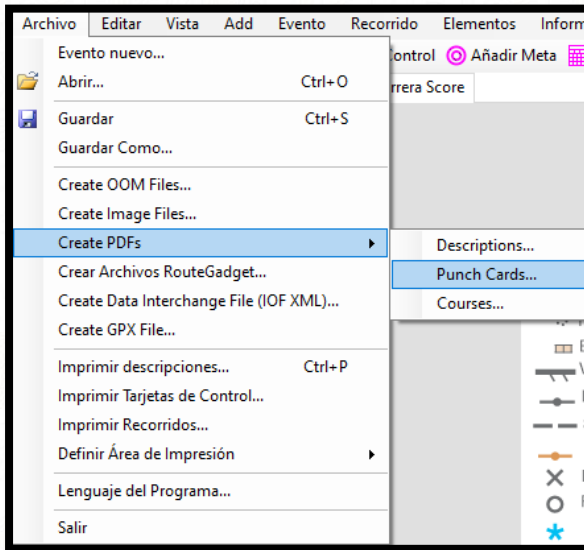 Archivo Editar Vista Add Evento Recorrido Elementos Inform
Evento nuevo...
ontrol Añadir Meta
Abrir... Ctrl+O
rrera Score
Guardar Ctrl+S
Guardar Como...
Create OOM Files...
Create Image Files...
Create PDFs
Descriptions...
Crear Archivos RouteGadget...
Punch Cards...
Create Data Interchange File (IOF XML)...
Courses...
Create GPX File...
Imprimir descripciones... Ctrl+P
Imprimir Tarjetas de Control...
Imprimir Recorridos...
Definir Área de Impresión
Lenguaje del Programa...
Salir